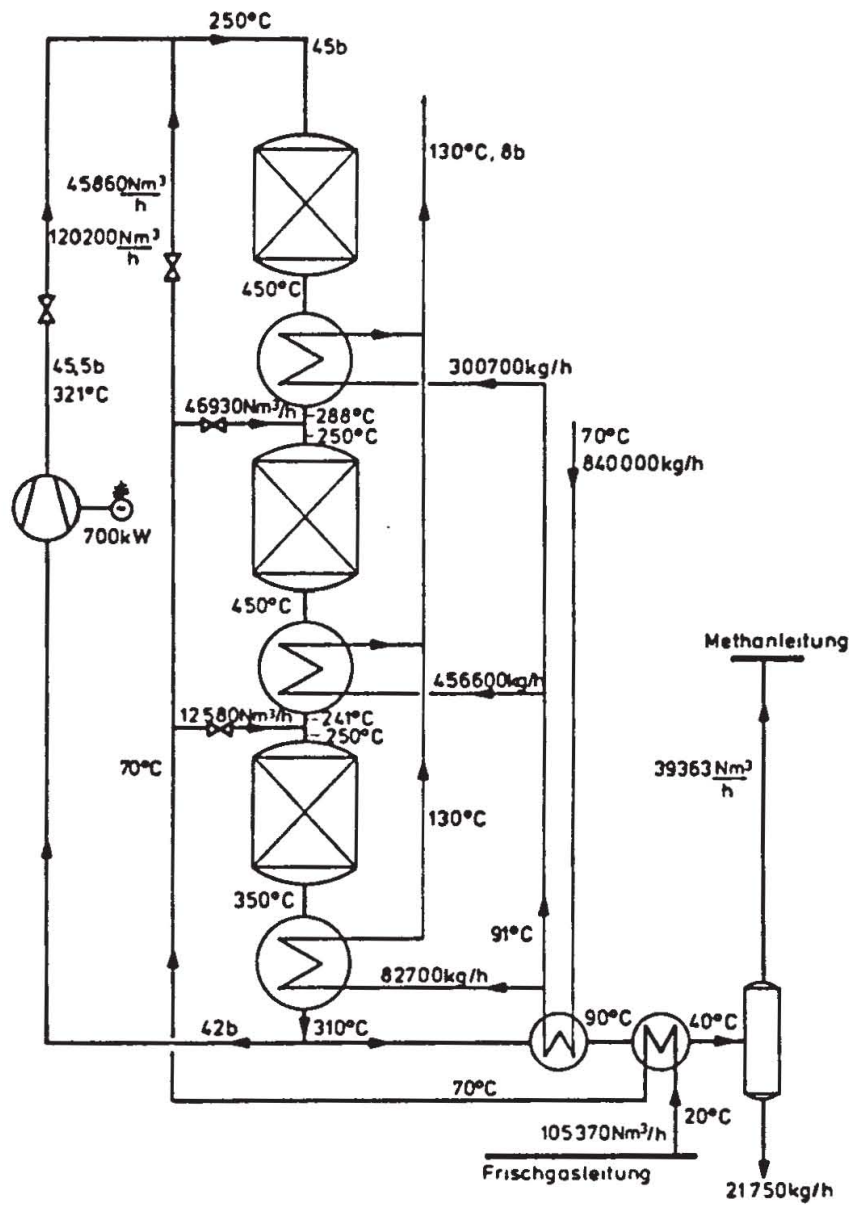 250°C
45b
130°C, 8b
45860 Nm³
h
120200 Nm³
h
450°C
45,5b
321°C
300700kg/h
46930Nm³/h
-288°C
-250°C
70°C
840000kg/h
700kW
450°C
Methanleitung
456600kg/h
12580Nm³/h
-241°C
-250°C
70°C
39363 Nm³
h
130°C
350°C
91°C
82700kg/h
42b
310°C
90°C
40°C
70°C
20°C
105370Nm³/h
Frischgasleitung
21750kg/h